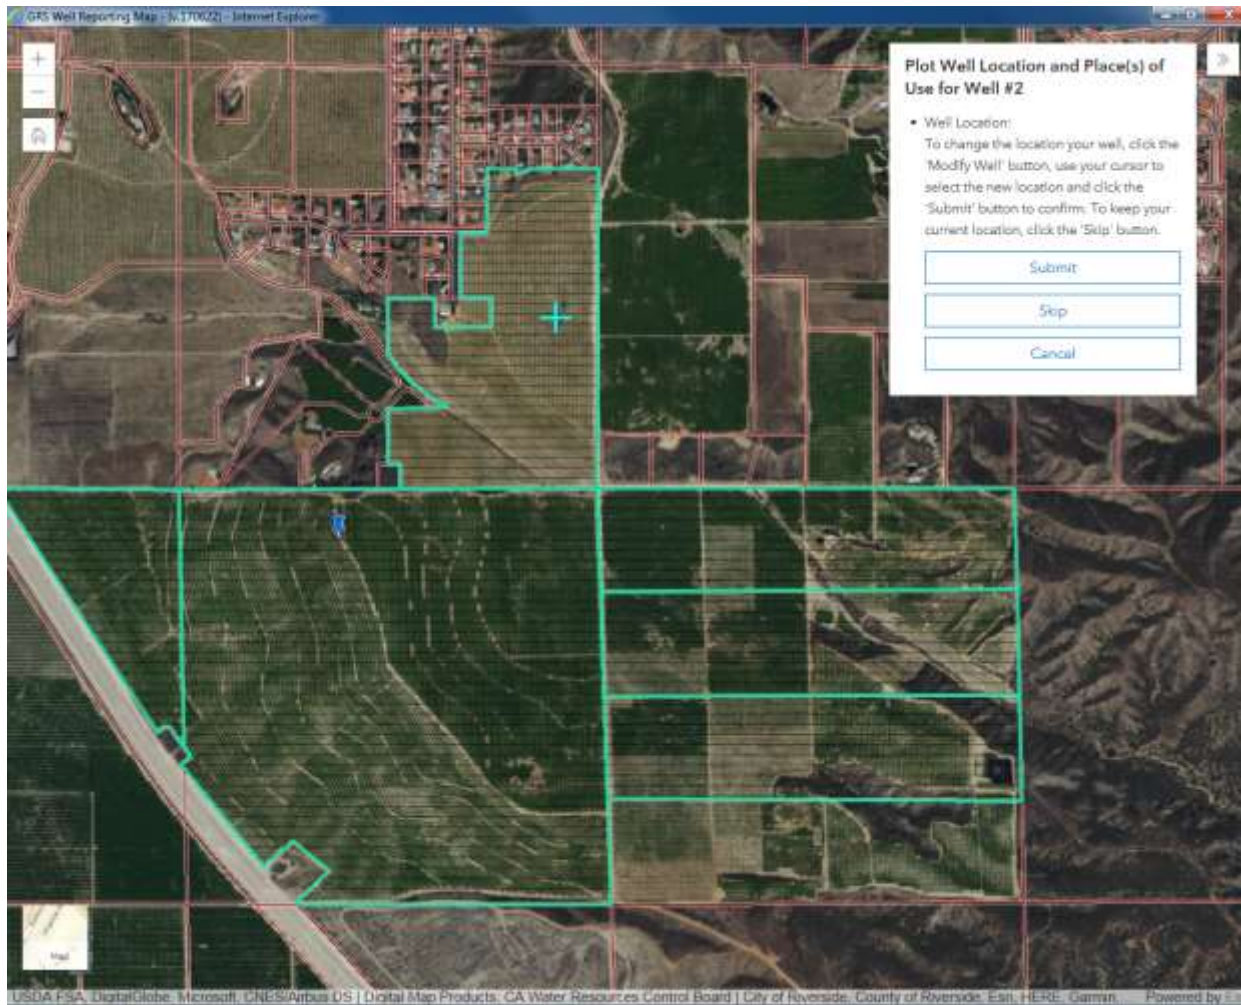 GRS Well Reporting Map - (v.170622) - Internet Explorer
Plot Well Location and Place(s) of
Use for Well #2
• Well Location:
To change the location your well, click the
'Modify Well' button, use your cursor to
select the new location and click the
'Submit' button to confirm. To keep your
current location, click the 'Skip' button.
Submit
Skip
Cancel
Map
USDA FSA, DigitalGlobe, Microsoft, CNES/Airbus DS | Digital Map Products, CA Water Resources Control Board | City of Riverside, County of Riverside, Esri, HERE, Garmin, Powered by